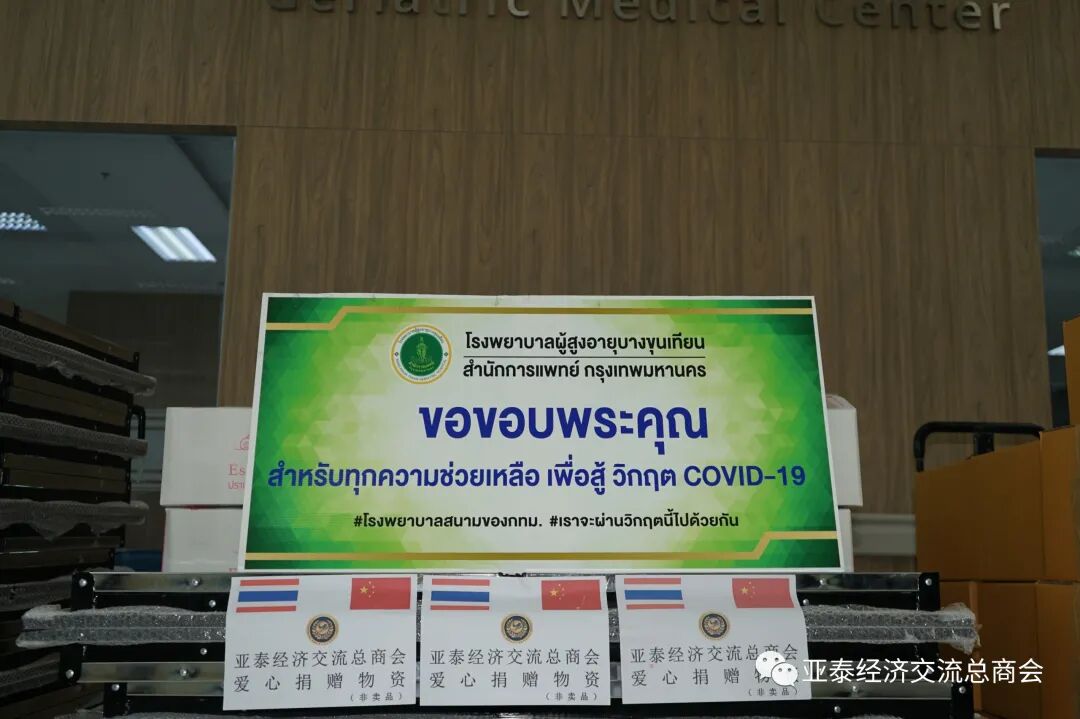 Geriatric Medical Center
โรงพยาบาลผู้สูงอายุบางขุนเทียน
สำนักการแพทย์ กรุงเทพมหานคร
ขอขอบพระคุณ
สำหรับทุกความช่วยเหลือ เพื่อสู้ วิกฤต COVID-19
#โรงพยาบาลสนามของกทม. #เราจะผ่านวิกฤตนี้ไปด้วยกัน
亚泰经济交流总商会
爱心捐赠物资
(非卖品)
亚泰经济交流总商会
爱心捐赠物资
(非卖品)
亚泰经济交流总商会
爱心捐赠物
(非卖品)
亚泰经济交流总商会